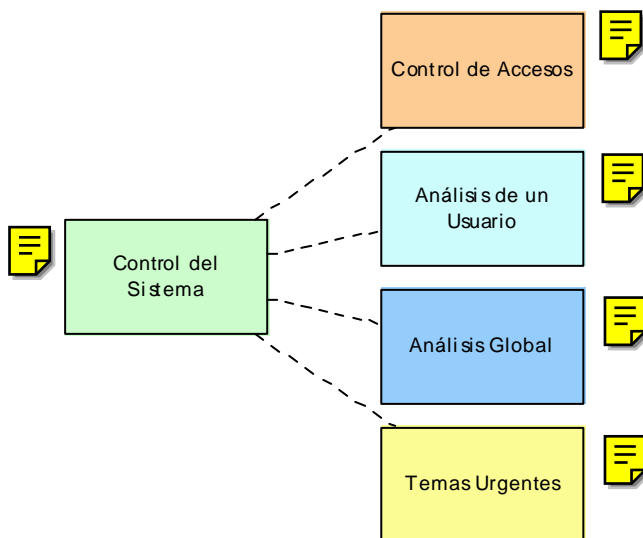 Control de Accesos
Análisis de un
Usuario
Control del
Sistema
Análisis Global
Temas Urgentes